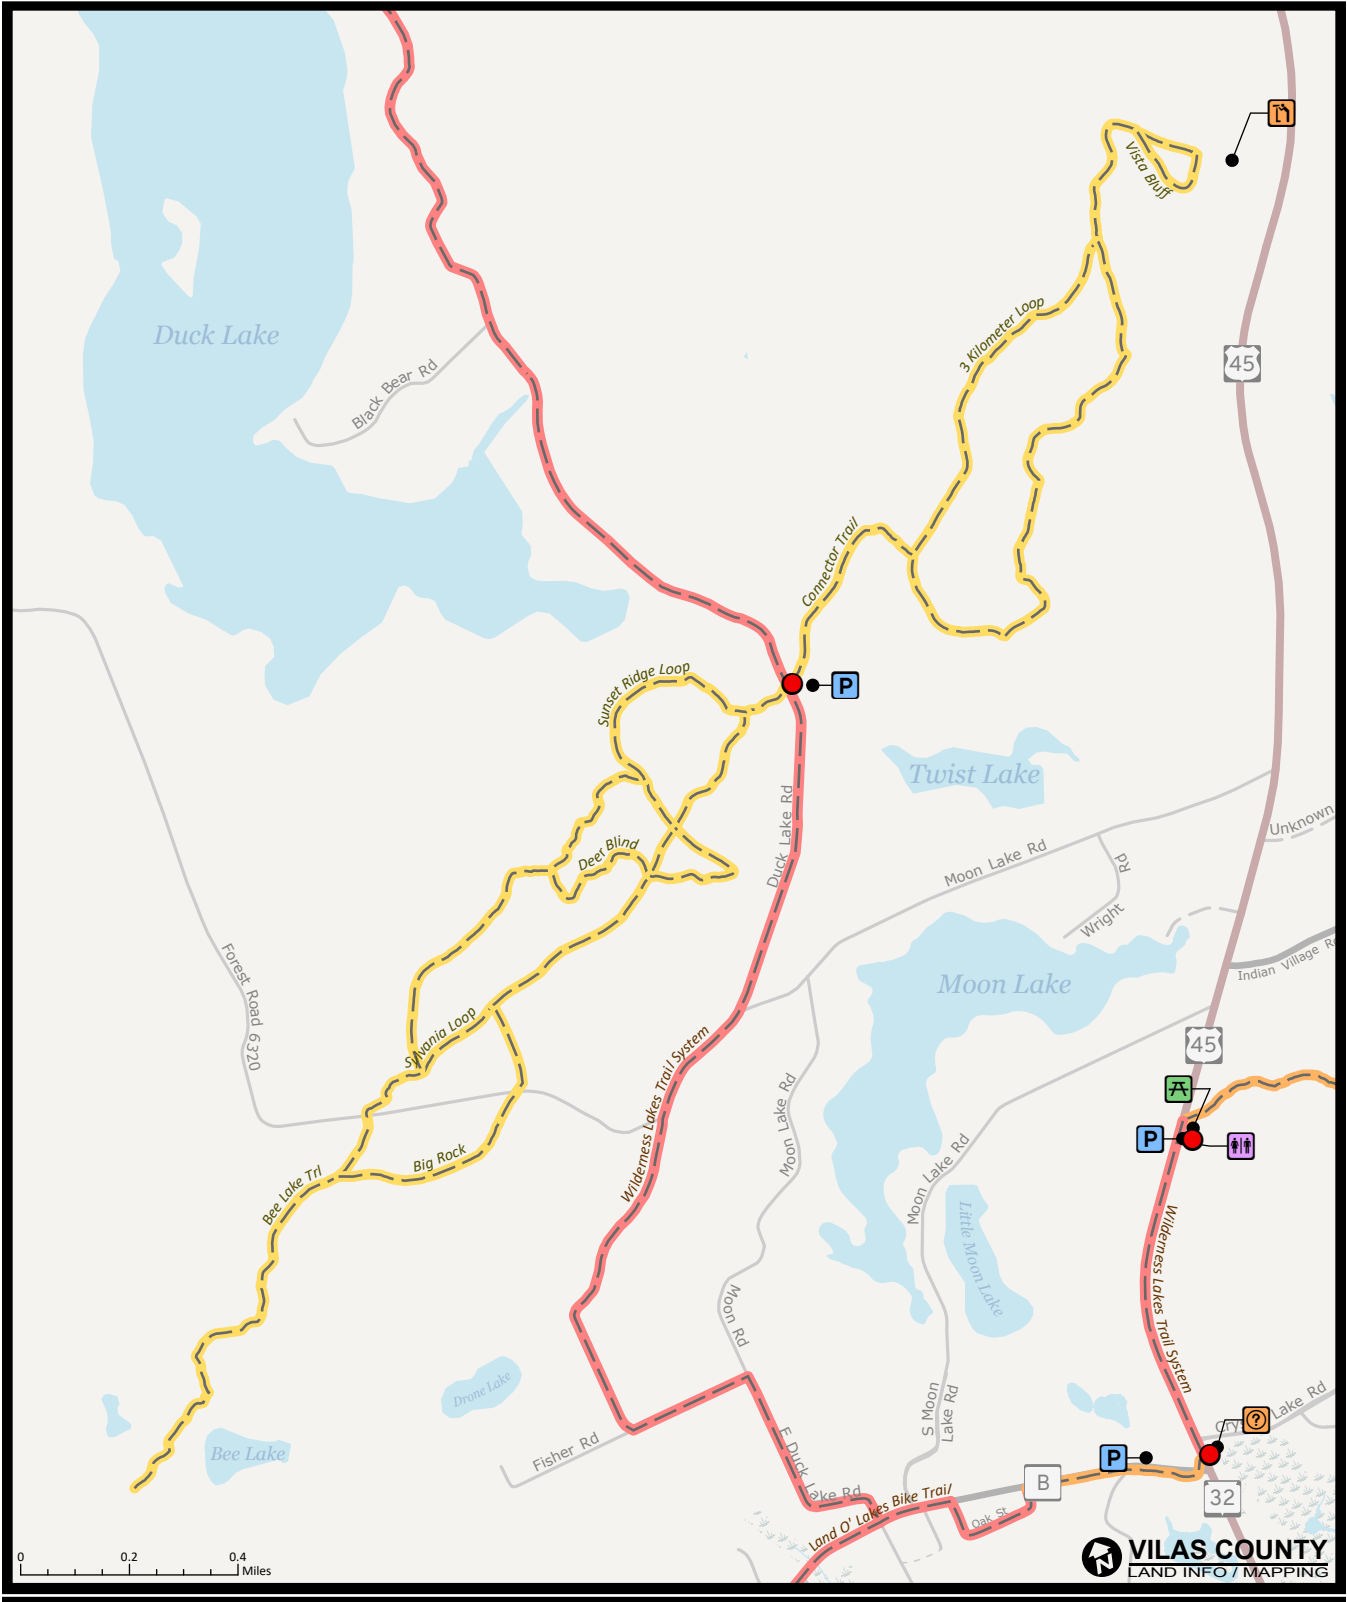 Vista Bluff
Duck Lake
3 Kilometer Loop
45
Black Bear Rd
Connector Trail
Sunset Ridge Loop
P
Twist Lake
Duck Lake Rd
Unknown
Deer Blind
Moon Lake Rd
Rd
Wright
Forest Road 6320
Indian Village R
Moon Lake
Sylvania Loop
Wilderness Lakes Trail System
45
Moon Lake Rd
P
Moon Lake Rd
Big Rock
Bee Lake Trl
Little Moon Lake
Wilderness Lakes Trail System
Moon Rd
Drone Lake
S Moon
Lake Rd
Lake Rd
?
Bee Lake
Fisher Rd
E Duck Lake Rd
P
B
32
Land O' Lakes Bike Trail
Oak St
N
VILAS COUNTY
LAND INFO / MAPPING
0 0.2 0.4
Miles